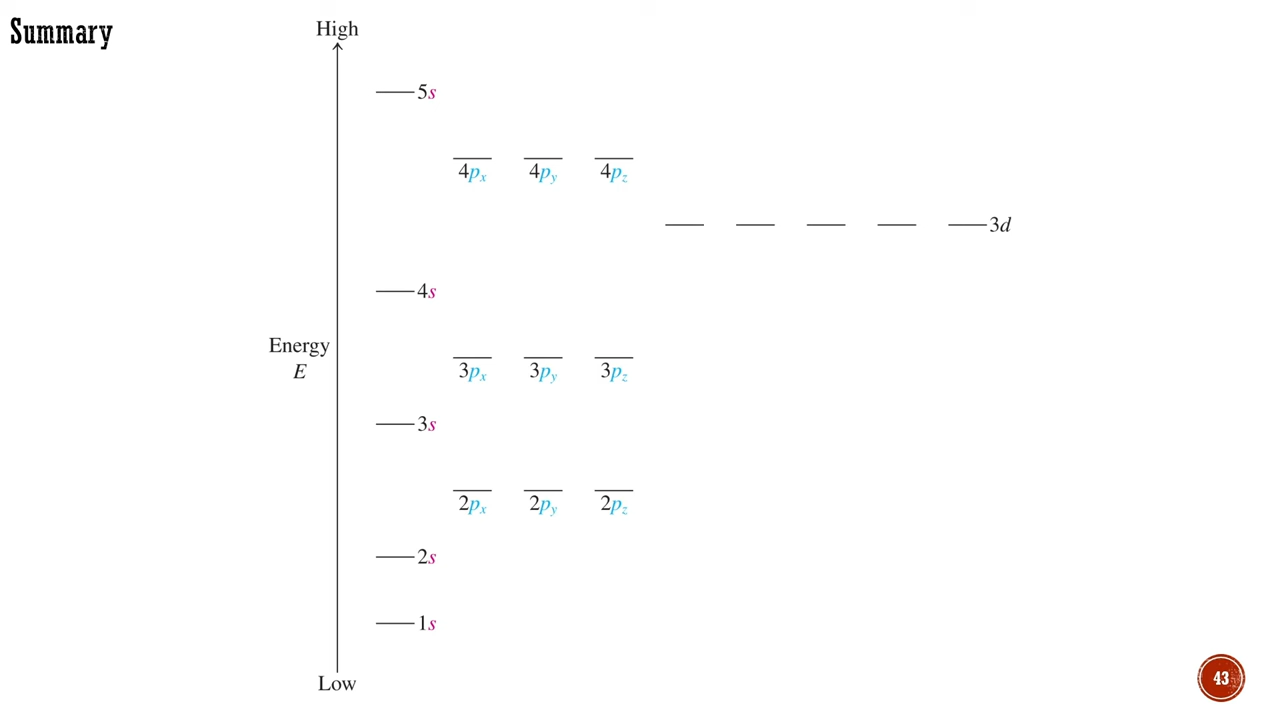 Summary
High
5s
4px 4py 4pz
3d
4s
Energy
E
3px 3py 3pz
3s
2px 2py 2pz
2s
1s
Low
43